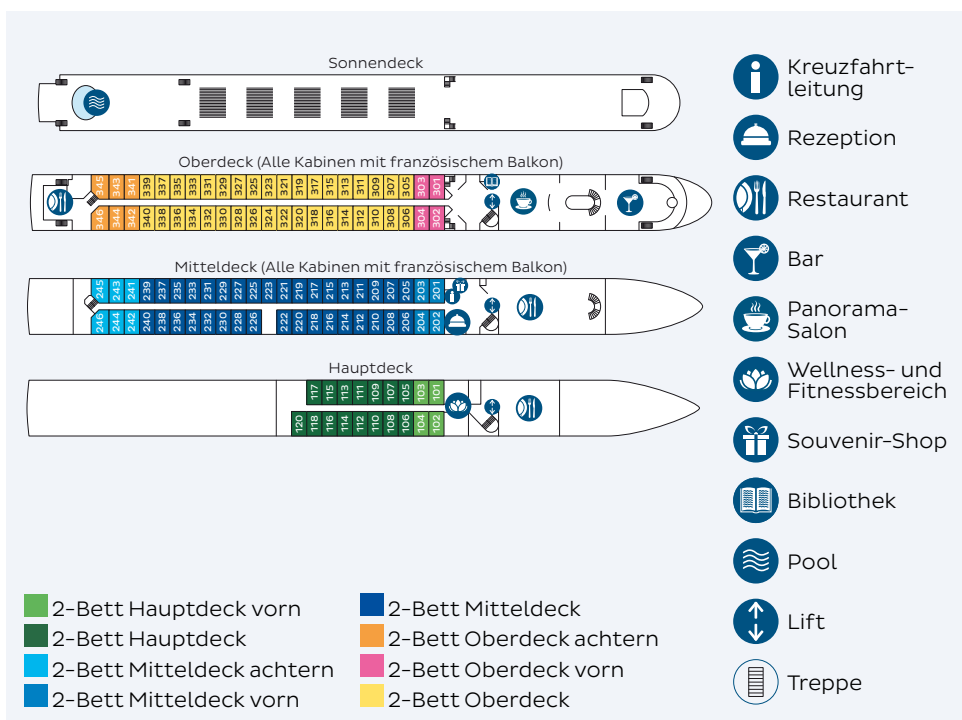 Sonnendeck
Oberdeck (Alle Kabinen mit französischem Balkon)
345 343 341 339 337 335 333 331 329 327 325 323 321 319 317 315 313 311 309 307 305 303 301
346 344 342 340 338 336 334 332 330 328 326 324 322 320 318 316 314 312 310 308 306 304 302
Mitteldeck (Alle Kabinen mit französischem Balkon)
245 243 241 239 237 235 233 231 229 227 225 223 221 219 217 215 213 211 209 207 205 203 201
246 244 242 240 238 236 234 232 230 228 226 222 220 218 216 214 212 210 208 206 204 202
Hauptdeck
117 115 113 111 109 107 105 103 101
120 118 116 114 112 110 108 106 104 102
Kreuzfahrt-
leitung
Rezeption
Restaurant
Bar
Panorama-
Salon
Wellness- und
Fitnessbereich
Souvenir-Shop
Bibliothek
Pool
Lift
Treppe
2-Bett Hauptdeck vorn
2-Bett Hauptdeck
2-Bett Mitteldeck achtern
2-Bett Mitteldeck vorn
2-Bett Mitteldeck
2-Bett Oberdeck achtern
2-Bett Oberdeck vorn
2-Bett Oberdeck